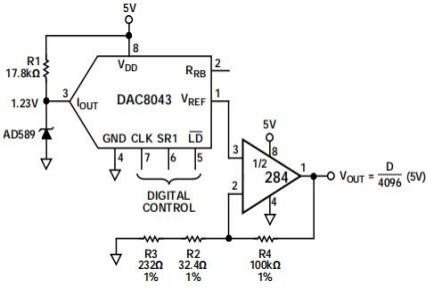 5V
8
R1
17.8kΩ
VDD
RRB
2
3
IOUT
DAC8043
VREF
1
1.23V
AD589
GND CLK SR1 LD
4
7
6
5
DIGITAL
CONTROL
5V
3
8
1/2
284
1
2
4
VOUT = D/4096 (5V)
R3
232Ω
1%
R2
32.4Ω
1%
R4
100kΩ
1%